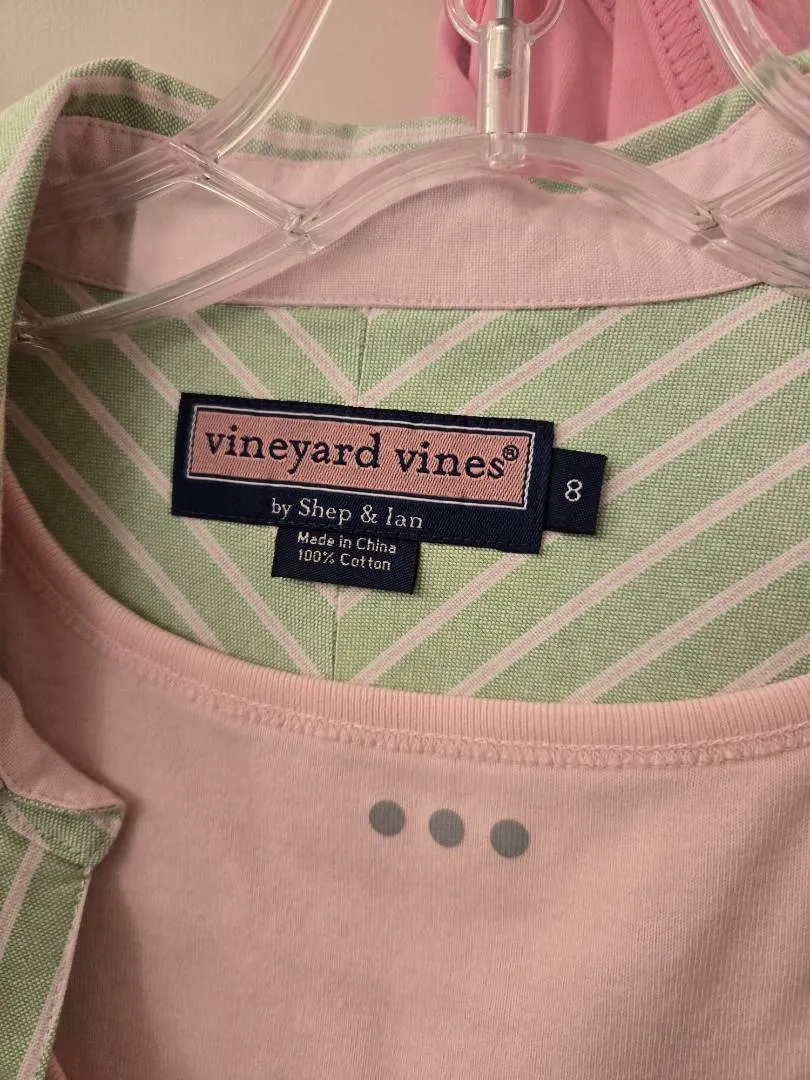 vineyard vines®
by Shep & Ian
8
Made in China
100% Cotton